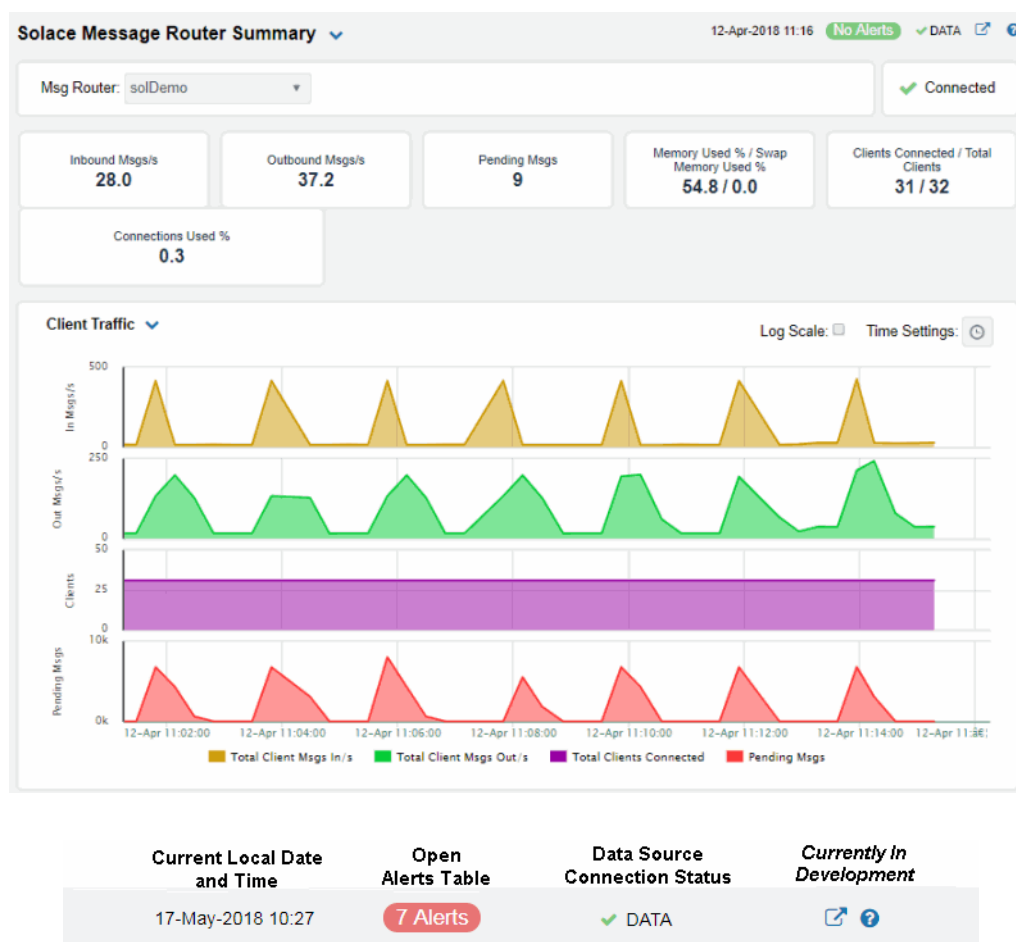 Solace Message Router Summary
12-Apr-2018 11:16 No Alerts DATA
Msg Router: solDemo
Connected
Inbound Msgs/s
28.0
Outbound Msgs/s
37.2
Pending Msgs
9
Memory Used % / Swap
Memory Used %
54.8 / 0.0
Clients Connected / Total
Clients
31 / 32
Connections Used %
0.3
Client Traffic
Log Scale: Time Settings:
500
In Msgs/s
0
250
Out Msgs/s
0
50
25
Clients
0
10k
Pending Msgs
0k
12-Apr 11:02:00 12-Apr 11:04:00 12-Apr 11:06:00 12-Apr 11:08:00 12-Apr 11:10:00 12-Apr 11:12:00 12-Apr 11:14:00 12-Apr 11:â€¦
Total Client Msgs In/s Total Client Msgs Out/s Total Clients Connected Pending Msgs
Current Local Date
and Time
Open
Alerts Table
Data Source
Connection Status
Currently In
Development
17-May-2018 10:27 7 Alerts DATA ?